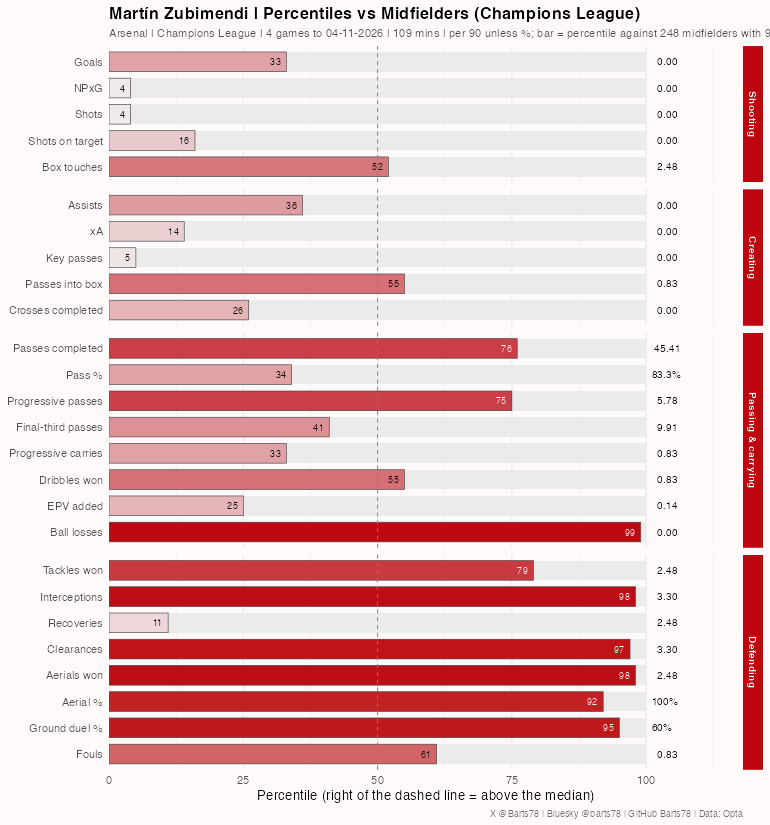 Martín Zubimendi | Percentiles vs Midfielders (Champions League)
Arsenal | Champions League | 4 games to 04-11-2026 | 109 mins | per 90 unless %; bar = percentile against 248 midfielders with 9
Goals 33 0.00
NPxG 4 0.00
Shots 4 0.00
Shots on target 16 0.00
Box touches 52 2.48
Shooting
Assists 36 0.00
xA 14 0.00
Key passes 5 0.00
Passes into box 55 0.83
Crosses completed 26 0.00
Creating
Passes completed 76 45.41
Pass % 34 83.3%
Progressive passes 75 5.78
Final-third passes 41 9.91
Progressive carries 33 0.83
Dribbles won 55 0.83
EPV added 25 0.14
Ball losses 99 0.00
Passing & carrying
Tackles won 79 2.48
Interceptions 98 3.30
Recoveries 11 2.48
Clearances 97 3.30
Aerials won 98 2.48
Aerial % 92 100%
Ground duel % 95 60%
Fouls 61 0.83
Defending
0 25 50 75 100
Percentile (right of the dashed line = above the median)
X @Barts78 | Bluesky @barts78 | GitHub Barts78 | Data: Opta